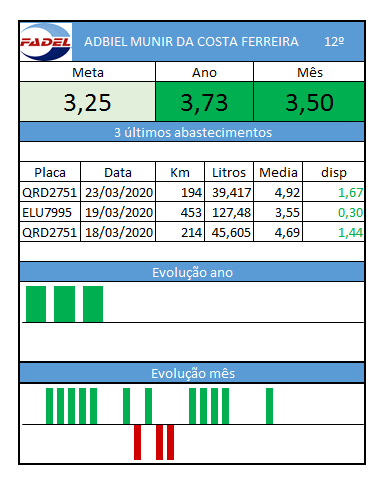 FADEL
ADBIEL MUNIR DA COSTA FERREIRA 12º
Meta Ano Mês
3,25 3,73 3,50
3 últimos abastecimentos
Placa Data Km Litros Media disp
QRD2751 23/03/2020 194 39,417 4,92 1,67
ELU7995 19/03/2020 453 127,48 3,55 0,30
QRD2751 18/03/2020 214 45,605 4,69 1,44
Evolução ano
Evolução mês